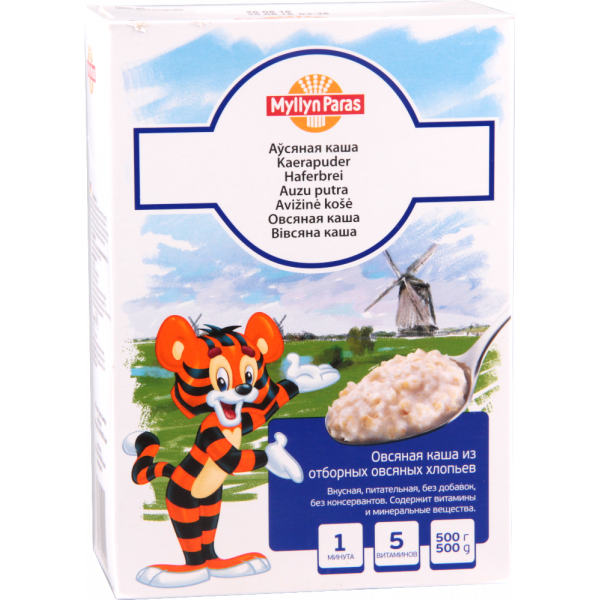 Myllyn Paras
Аўсяная каша
Kaerapuder
Haferbrei
Auzu putra
Avižinė košė
Овсяная каша
Вівсяна каша
Овсяная каша из
отборных овсяных хлопьев
Вкусная, питательная, без добавок,
без консервантов. Содержит витамины
и минеральные вещества.
1
МИНУТА
5
ВИТАМИНОВ
500 г
500 g